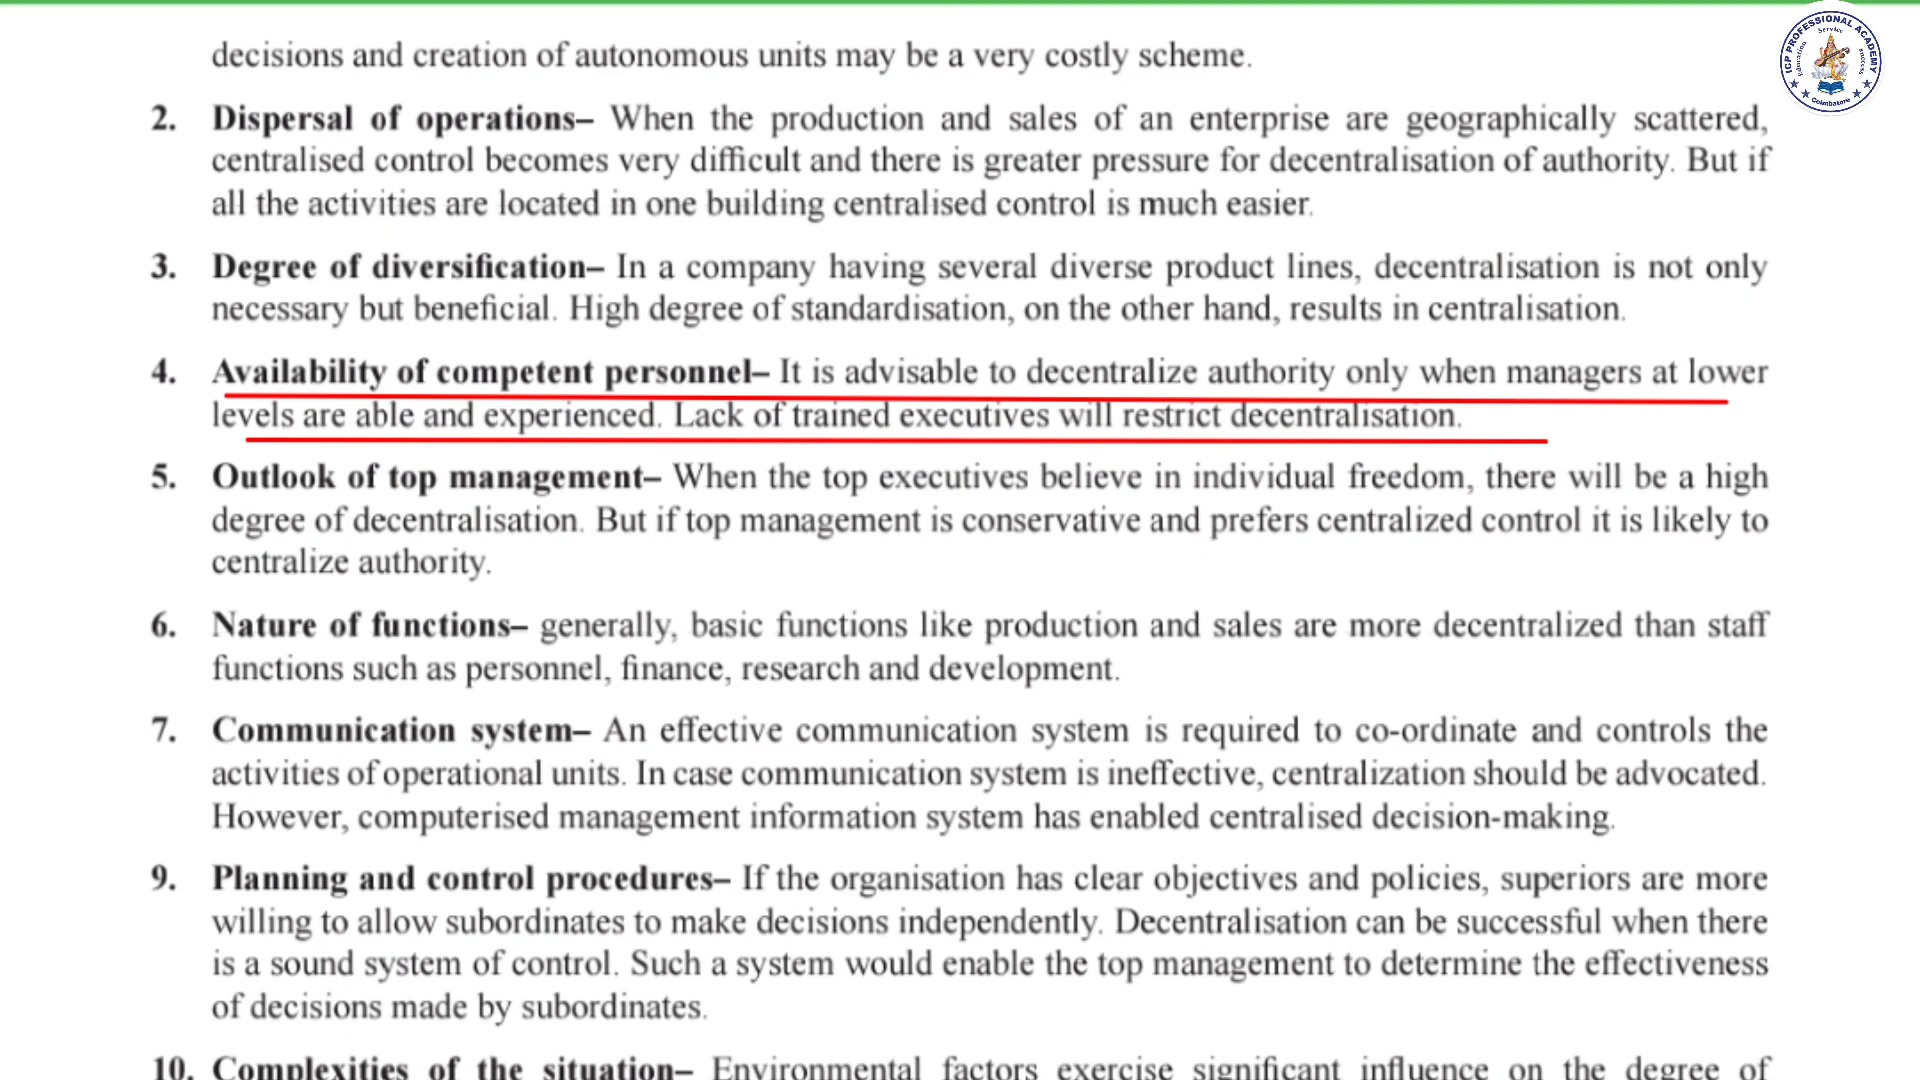 decisions and creation of autonomous units may be a very costly scheme.
ICP PROFESSIONAL ACADEMY
Service
Education
Success
Coimbatore
2. Dispersal of operations– When the production and sales of an enterprise are geographically scattered,
centralised control becomes very difficult and there is greater pressure for decentralisation of authority. But if
all the activities are located in one building centralised control is much easier.
3. Degree of diversification– In a company having several diverse product lines, decentralisation is not only
necessary but beneficial. High degree of standardisation, on the other hand, results in centralisation.
4. Availability of competent personnel– It is advisable to decentralize authority only when managers at lower
levels are able and experienced. Lack of trained executives will restrict decentralisation.
5. Outlook of top management– When the top executives believe in individual freedom, there will be a high
degree of decentralisation. But if top management is conservative and prefers centralized control it is likely to
centralize authority.
6. Nature of functions– generally, basic functions like production and sales are more decentralized than staff
functions such as personnel, finance, research and development.
7. Communication system– An effective communication system is required to co-ordinate and controls the
activities of operational units. In case communication system is ineffective, centralization should be advocated.
However, computerised management information system has enabled centralised decision-making.
9. Planning and control procedures– If the organisation has clear objectives and policies, superiors are more
willing to allow subordinates to make decisions independently. Decentralisation can be successful when there
is a sound system of control. Such a system would enable the top management to determine the effectiveness
of decisions made by subordinates.
10. Complexities of the situation– Environmental factors exercise significant influence on the degree of